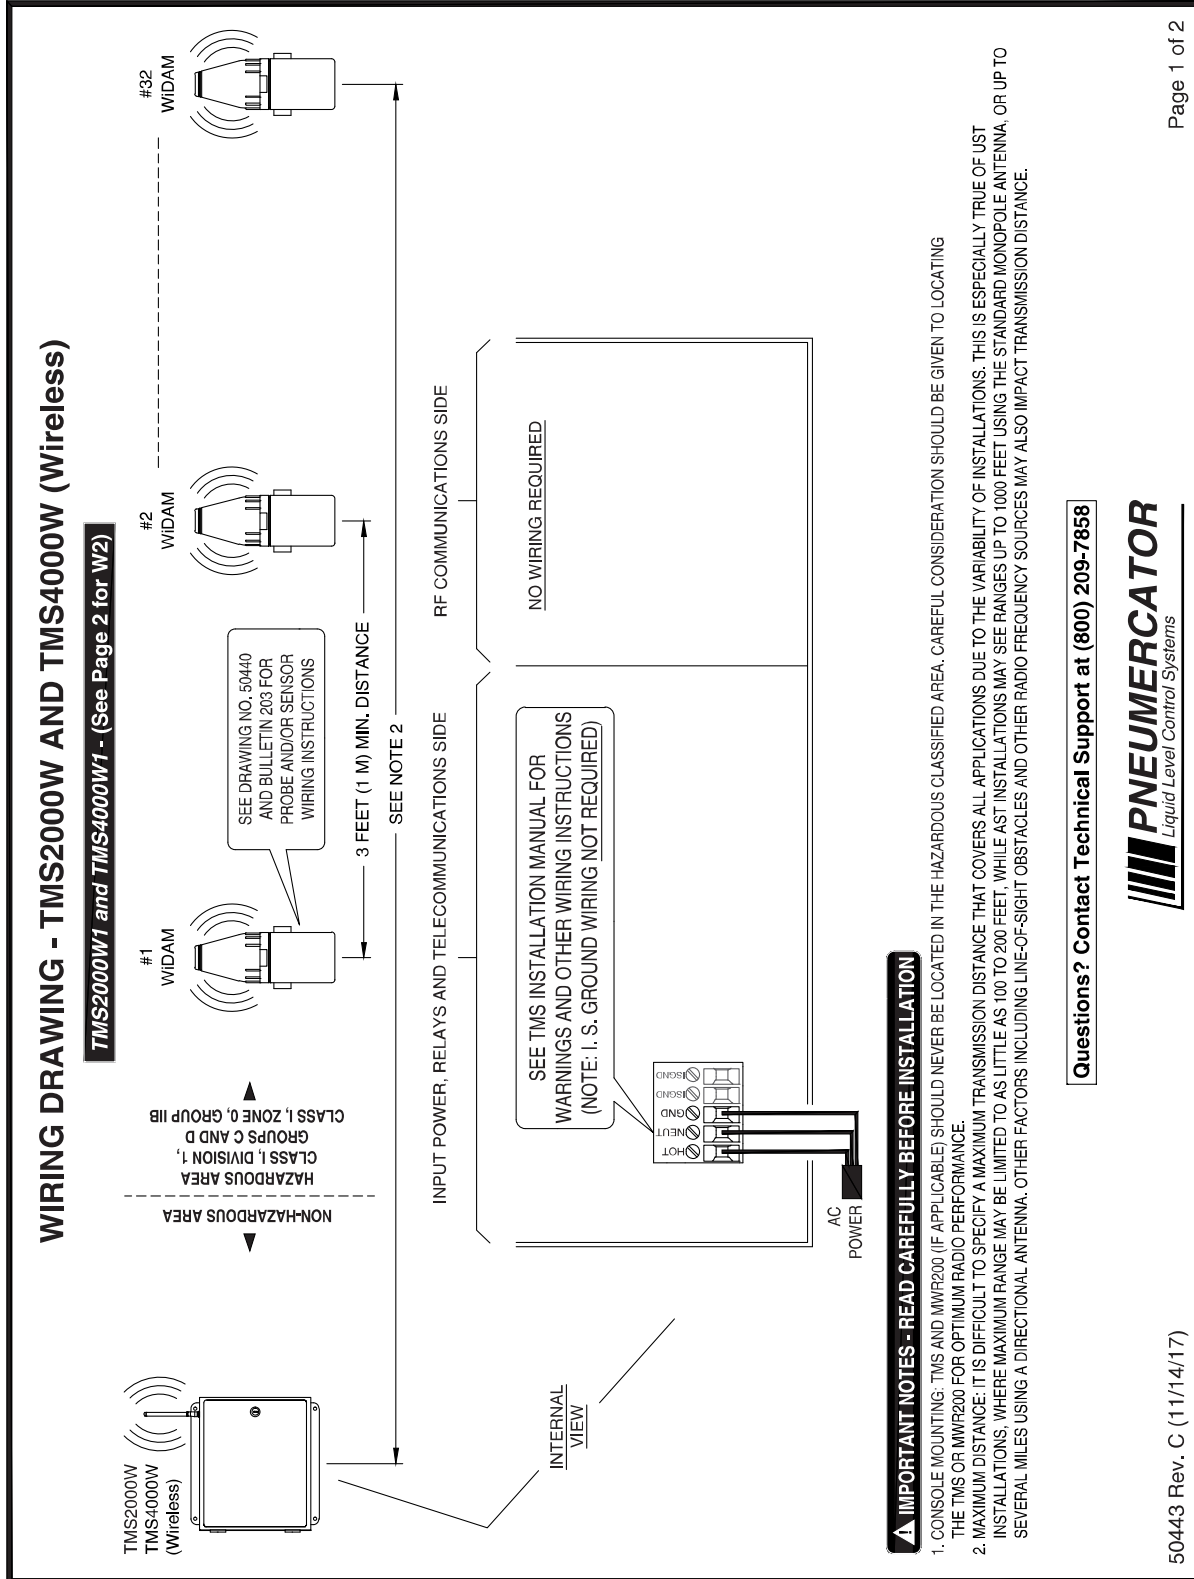 WIRING DRAWING - TMS2000W AND TMS4000W (Wireless)
TMS2000W1 and TMS4000W1 - (See Page 2 for W2)
TMS2000W
TMS4000W
(Wireless)
NON-HAZARDOUS AREA
HAZARDOUS AREA
CLASS I, DIVISION 1,
GROUPS C AND D
CLASS I, ZONE 0, GROUP IIB
#1
WiDAM
#2
WiDAM
#32
WiDAM
SEE DRAWING NO. 50440
AND BULLETIN 203 FOR
PROBE AND/OR SENSOR
WIRING INSTRUCTIONS
3 FEET (1 M) MIN. DISTANCE
SEE NOTE 2
INTERNAL
VIEW
INPUT POWER, RELAYS AND TELECOMMUNICATIONS SIDE
RF COMMUNICATIONS SIDE
SEE TMS INSTALLATION MANUAL FOR
WARNINGS AND OTHER WIRING INSTRUCTIONS
(NOTE: I. S. GROUND WIRING NOT REQUIRED)
NO WIRING REQUIRED
HOT
NEUT
GND
ISGND
ISGND
AC
POWER
IMPORTANT NOTES - READ CAREFULLY BEFORE INSTALLATION
1. CONSOLE MOUNTING: TMS AND MWR200 (IF APPLICABLE) SHOULD NEVER BE LOCATED IN THE HAZARDOUS CLASSIFIED AREA. CAREFUL CONSIDERATION SHOULD BE GIVEN TO LOCATING
THE TMS OR MWR200 FOR OPTIMUM RADIO PERFORMANCE.
2. MAXIMUM DISTANCE: IT IS DIFFICULT TO SPECIFY A MAXIMUM TRANSMISSION DISTANCE THAT COVERS ALL APPLICATIONS DUE TO THE VARIABILITY OF INSTALLATIONS. THIS IS ESPECIALLY TRUE OF UST
INSTALLATIONS, WHERE MAXIMUM RANGE MAY BE LIMITED TO AS LITTLE AS 100 TO 200 FEET, WHILE AST INSTALLATIONS MAY SEE RANGES UP TO 1000 FEET USING THE STANDARD MONOPOLE ANTENNA, OR UP TO
SEVERAL MILES USING A DIRECTIONAL ANTENNA. OTHER FACTORS INCLUDING LINE-OF-SIGHT OBSTACLES AND OTHER RADIO FREQUENCY SOURCES MAY ALSO IMPACT TRANSMISSION DISTANCE.
Questions? Contact Technical Support at (800) 209-7858
PNEUMERCATOR
Liquid Level Control Systems
50443 Rev. C (11/14/17)
Page 1 of 2